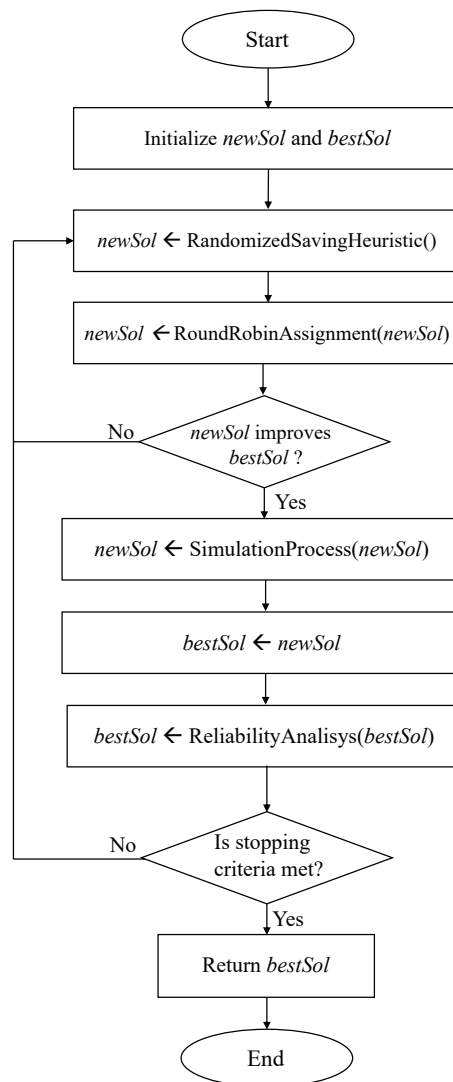 Start
Initialize newSol and bestSol
newSol ← RandomizedSavingHeuristic()
newSol ←RoundRobinAssignment(newSol)
No
newSol improves
bestSol ?
Yes
newSol ← SimulationProcess(newSol)
bestSol ← newSol
bestSol ← ReliabilityAnalisys(bestSol)
No
Is stopping
criteria met?
Yes
Return bestSol
End